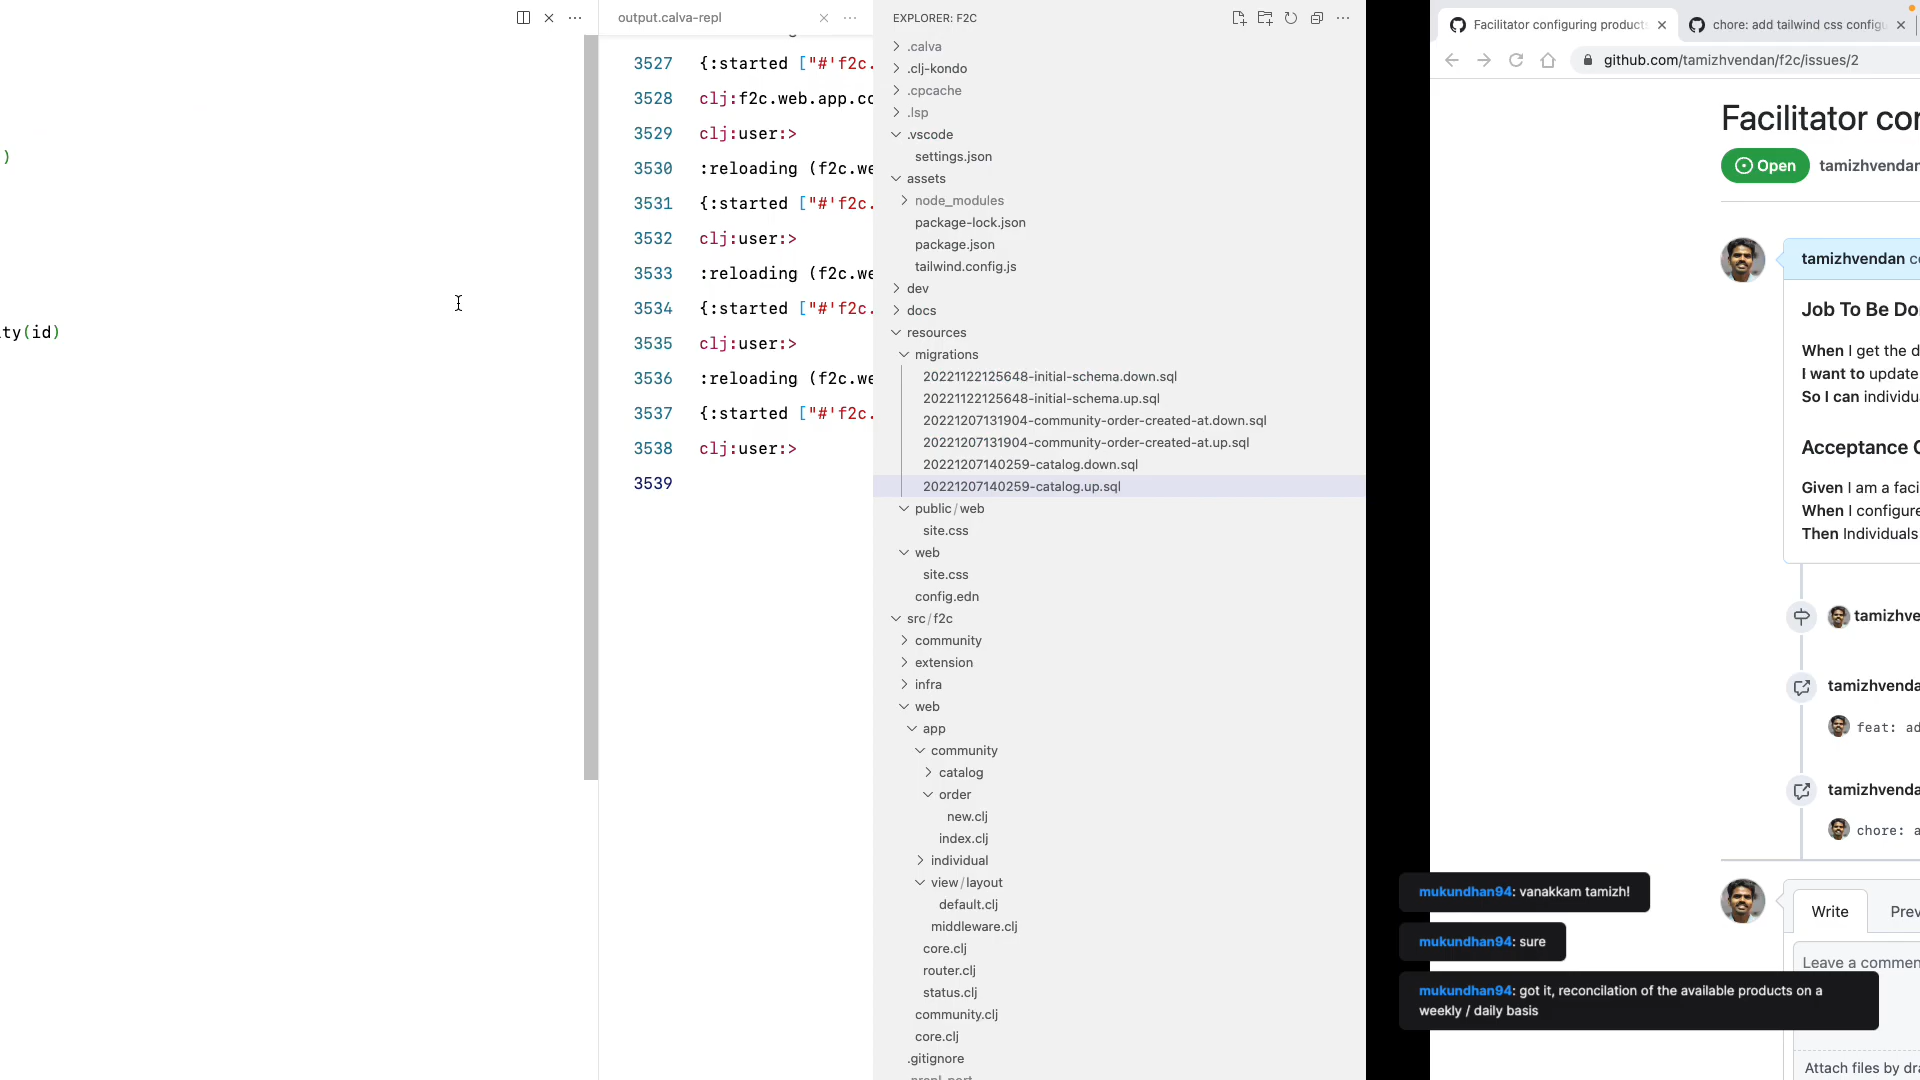 )
ty(id)
output.calva-repl
3527 {:started ["#'f2c.
3528 clj:f2c.web.app.co
3529 clj:user:>
3530 :reloading (f2c.we
3531 {:started ["#'f2c.
3532 clj:user:>
3533 :reloading (f2c.we
3534 {:started ["#'f2c.
3535 clj:user:>
3536 :reloading (f2c.we
3537 {:started ["#'f2c.
3538 clj:user:>
3539
EXPLORER: F2C
.calva
.clj-kondo
.cpcache
.lsp
.vscode
settings.json
assets
node_modules
package-lock.json
package.json
tailwind.config.js
dev
docs
resources
migrations
20221122125648-initial-schema.down.sql
20221122125648-initial-schema.up.sql
20221207131904-community-order-created-at.down.sql
20221207131904-community-order-created-at.up.sql
20221207140259-catalog.down.sql
20221207140259-catalog.up.sql
public/web
site.css
web
site.css
config.edn
src/f2c
community
extension
infra
web
app
community
catalog
order
new.clj
index.clj
individual
view/layout
default.clj
middleware.clj
core.clj
router.clj
status.clj
community.clj
core.clj
.gitignore
Facilitator configuring product
chore: add tailwind css configu
github.com/tamizhvendan/f2c/issues/2
Facilitator cor
Open tamizhvendan
tamizhvendan co
Job To Be Do
When I get the d
I want to update
So I can individua
Acceptance C
Given I am a faci
When I configure
Then Individuals
tamizhve
tamizhvenda
feat: ad
tamizhvenda
chore: a
Write Prev
Leave a commen
Attach files by dra
mukundhan94: vanakkam tamizh!
mukundhan94: sure
mukundhan94: got it, reconcilation of the available products on a
weekly / daily basis